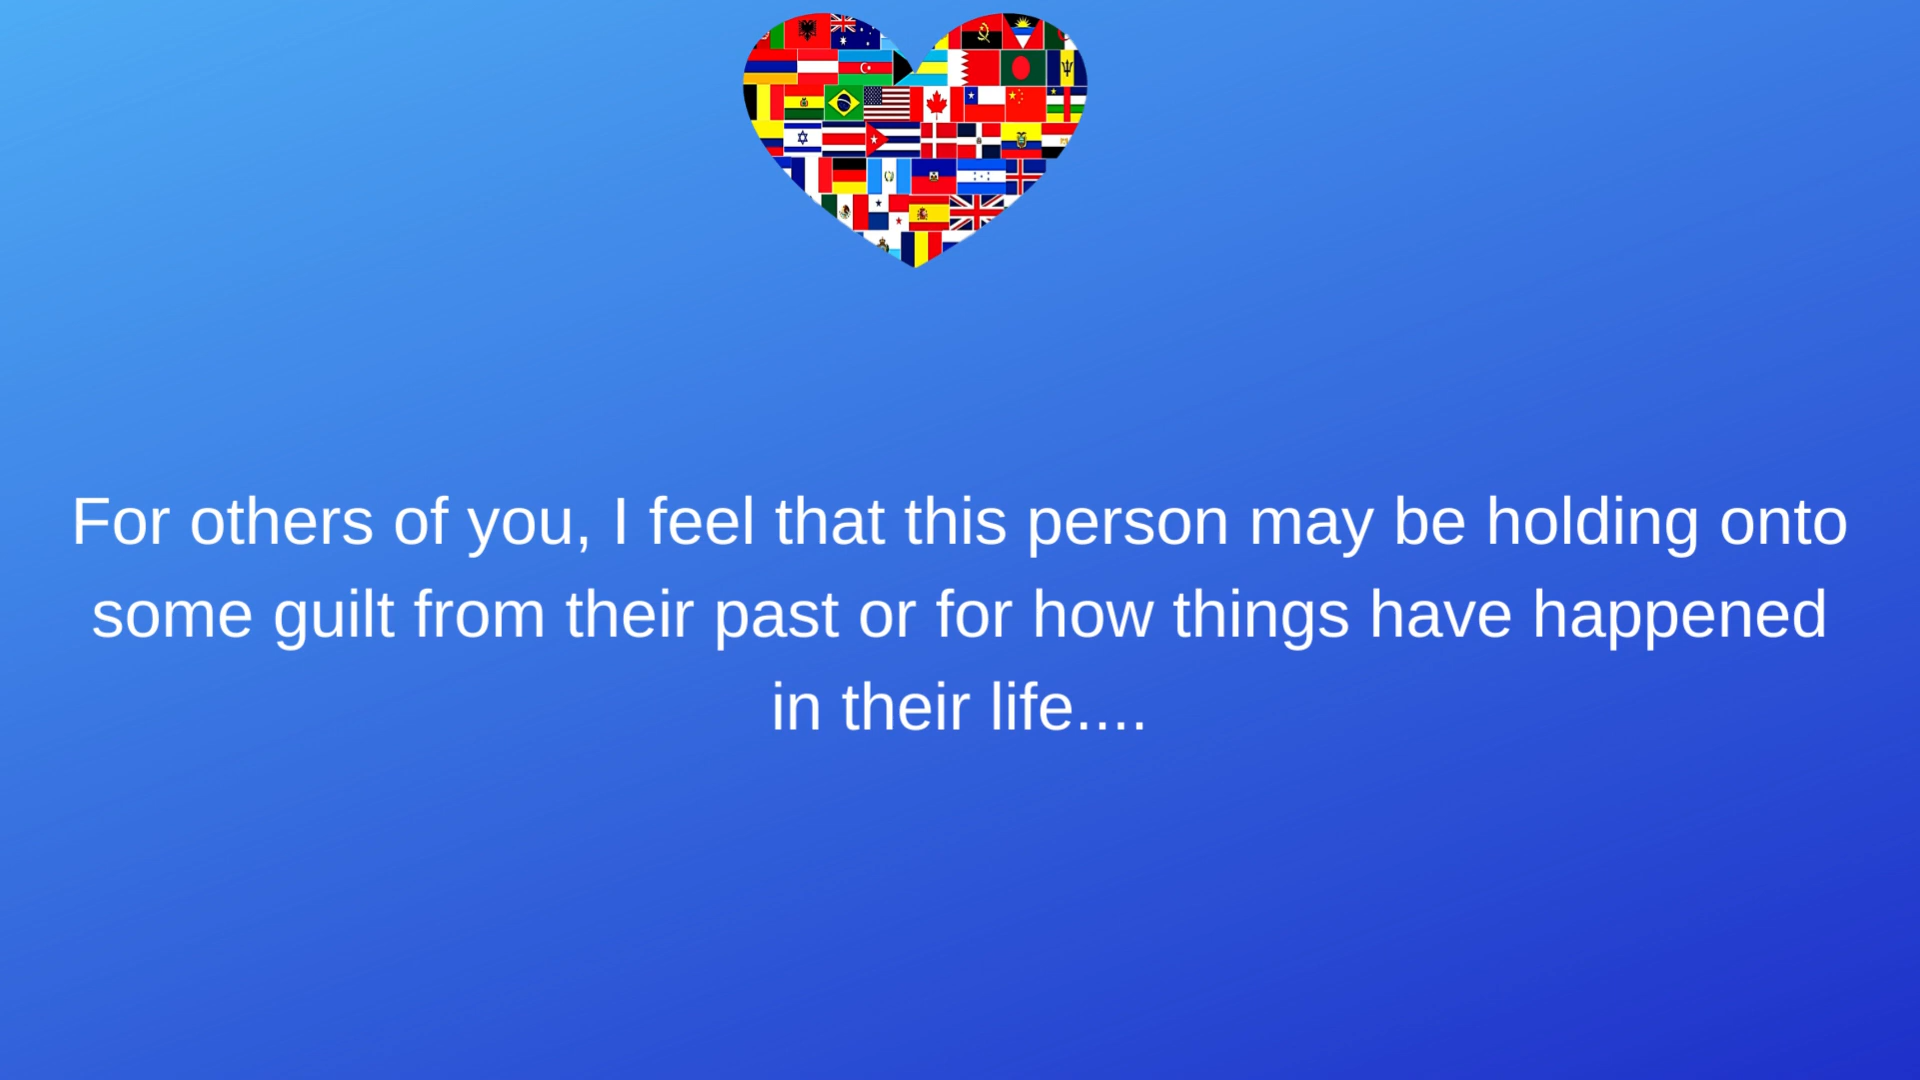 For others of you, I feel that this person may be holding onto
some guilt from their past or for how things have happened
in their life....